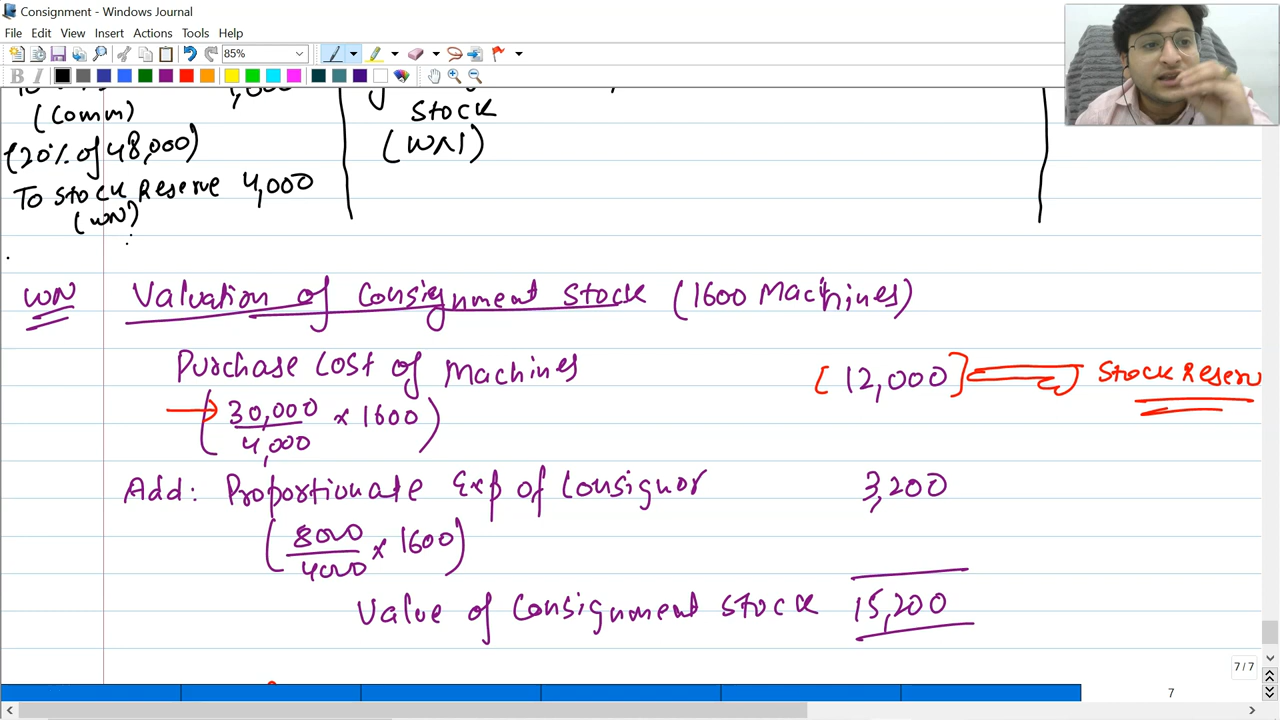 Consignment - Windows Journal
File Edit View Insert Actions Tools Help
85%
B I
(Comm)
(20% of 48,000)
To Stock Reserve 4,000
(WN)
Stock
(WN1)
WN Valuation of Consignment Stock (1600 Machines)
Purchase Cost of Machines [12,000] Stock Reserv
(30,000/4,000 × 1600)
Add: Proportionate Exp of Consignor 3,200
(8000/4000 × 1600)
Value of Consignment Stock 15,200
7 / 7
7